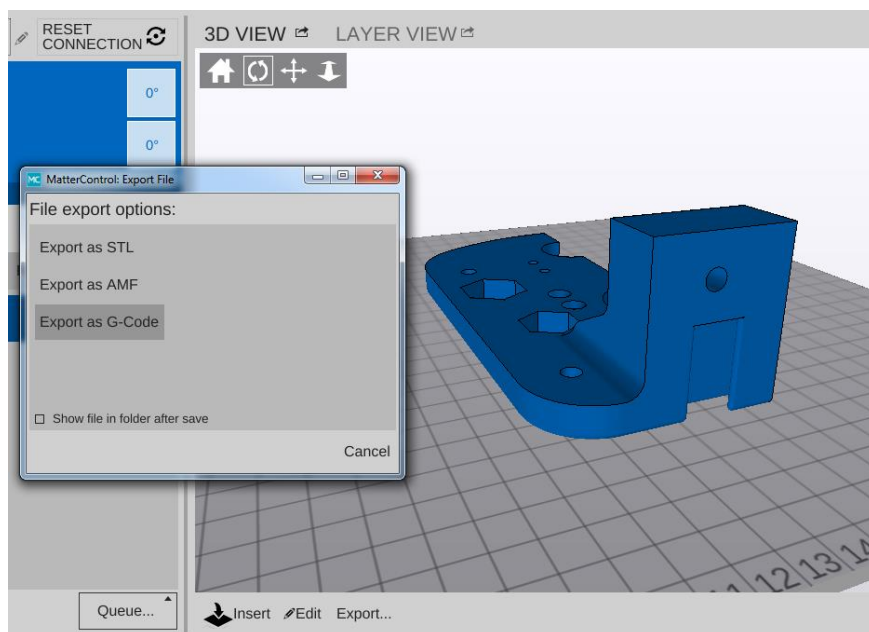 RESET
CONNECTION
3D VIEW
LAYER VIEW
0°
0°
MC MatterControl: Export File
File export options:
Export as STL
Export as AMF
Export as G-Code
Show file in folder after save
Cancel
12 13 14
Queue...
Insert
Edit
Export...